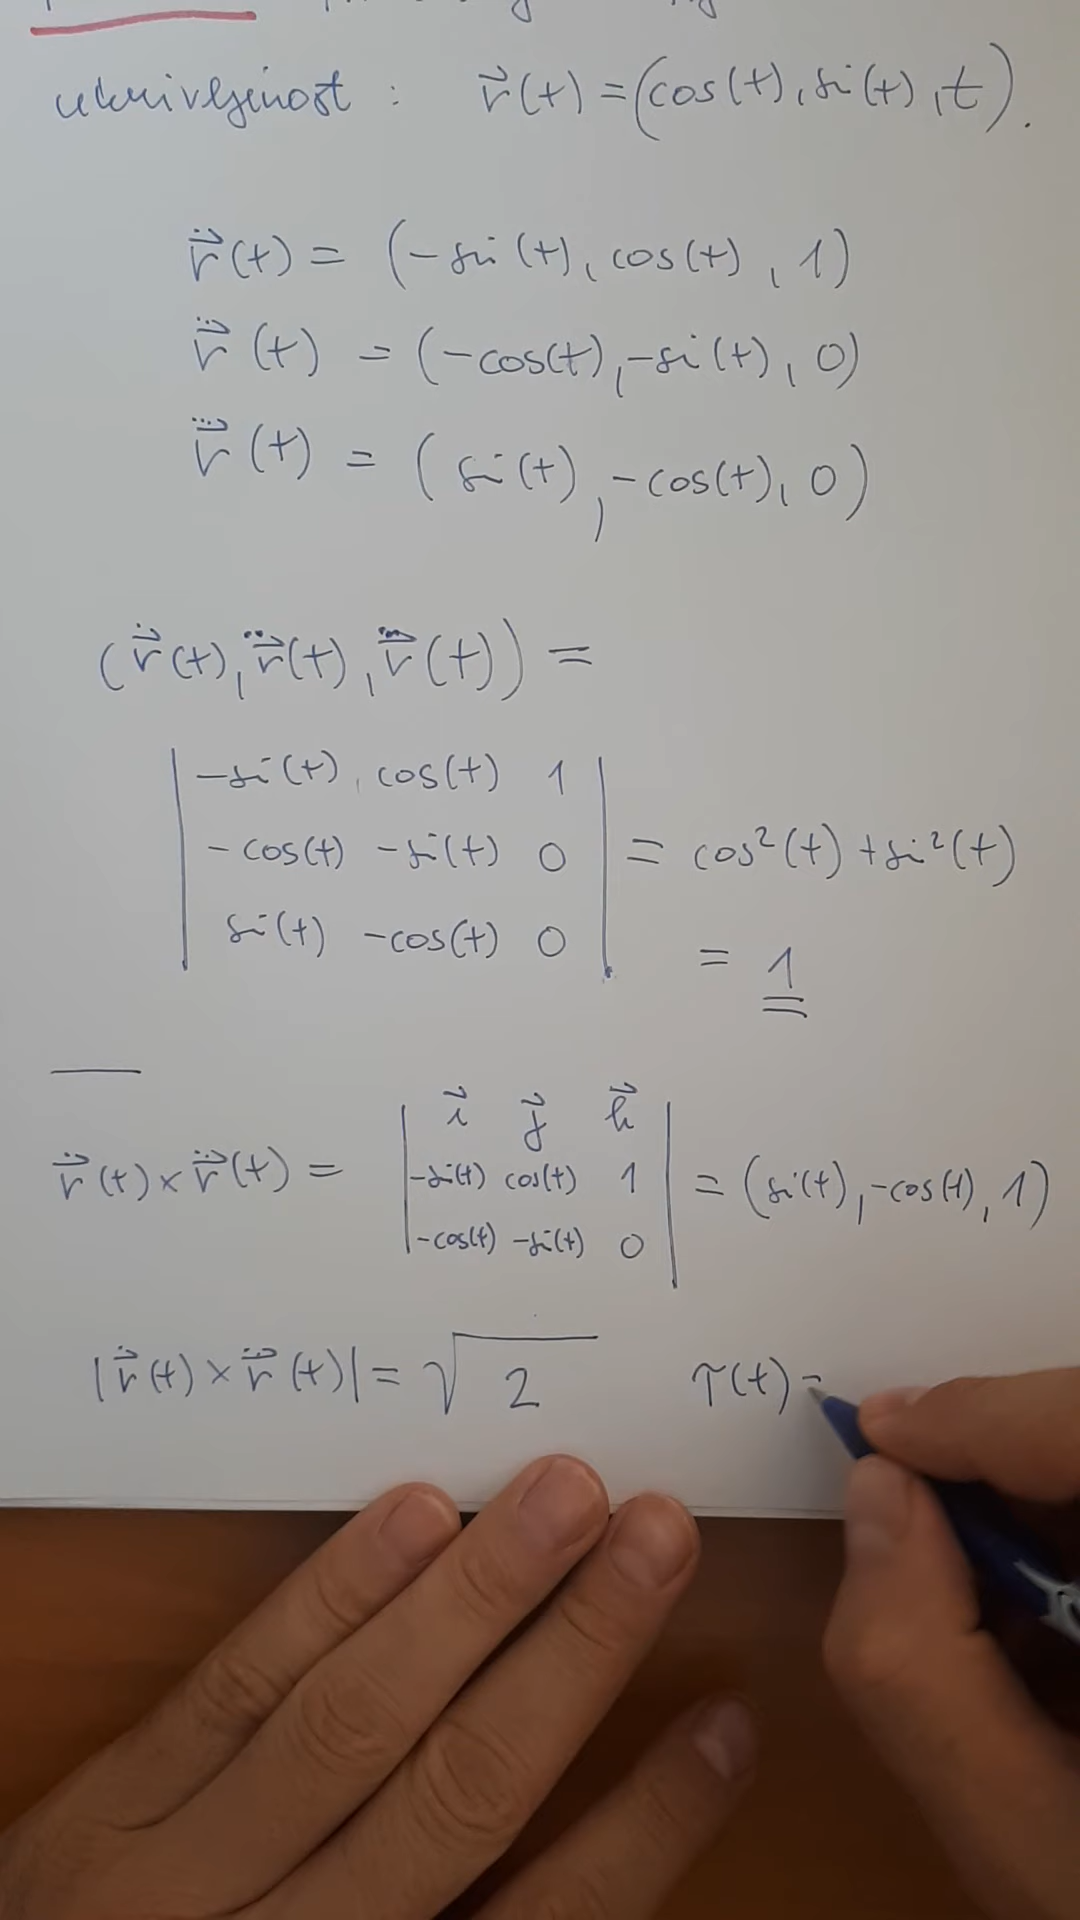 ukrivljenost : r⃗(t) = (cos(t), sin(t), t).
ṙ⃗(t) = (-sin(t), cos(t), 1)
r̈⃗(t) = (-cos(t), -sin(t), 0)
r⃛⃗(t) = (sin(t), -cos(t), 0)
(ṙ⃗(t), r̈⃗(t), r⃛⃗(t)) =
| -sin(t) cos(t) 1 |
| -cos(t) -sin(t) 0 | = cos²(t) + sin²(t)
| sin(t) -cos(t) 0 | = 1
| i⃗ j⃗ k⃗ |
ṙ⃗(t) × r̈⃗(t) = | -sin(t) cos(t) 1 | = (sin(t), -cos(t), 1)
| -cos(t) -sin(t) 0 |
|ṙ⃗(t) × r̈⃗(t)| = √2 τ(t) =